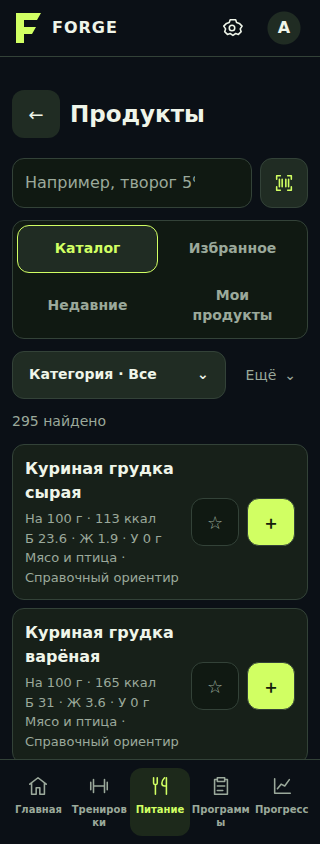 FORGE
A
← Продукты
Например, творог 5%
Каталог
Избранное
Недавние
Мои
продукты
Категория · Все
Ещё
295 найдено
Куриная грудка
сырая
На 100 г · 113 ккал
Б 23.6 · Ж 1.9 · У 0 г
Мясо и птица ·
Справочный ориентир
☆ +
Куриная грудка
варёная
На 100 г · 165 ккал
Б 31 · Ж 3.6 · У 0 г
Мясо и птица ·
Справочный ориентир
☆ +
Главная
Трениров
ки
Питание
Программ
ы
Прогресс